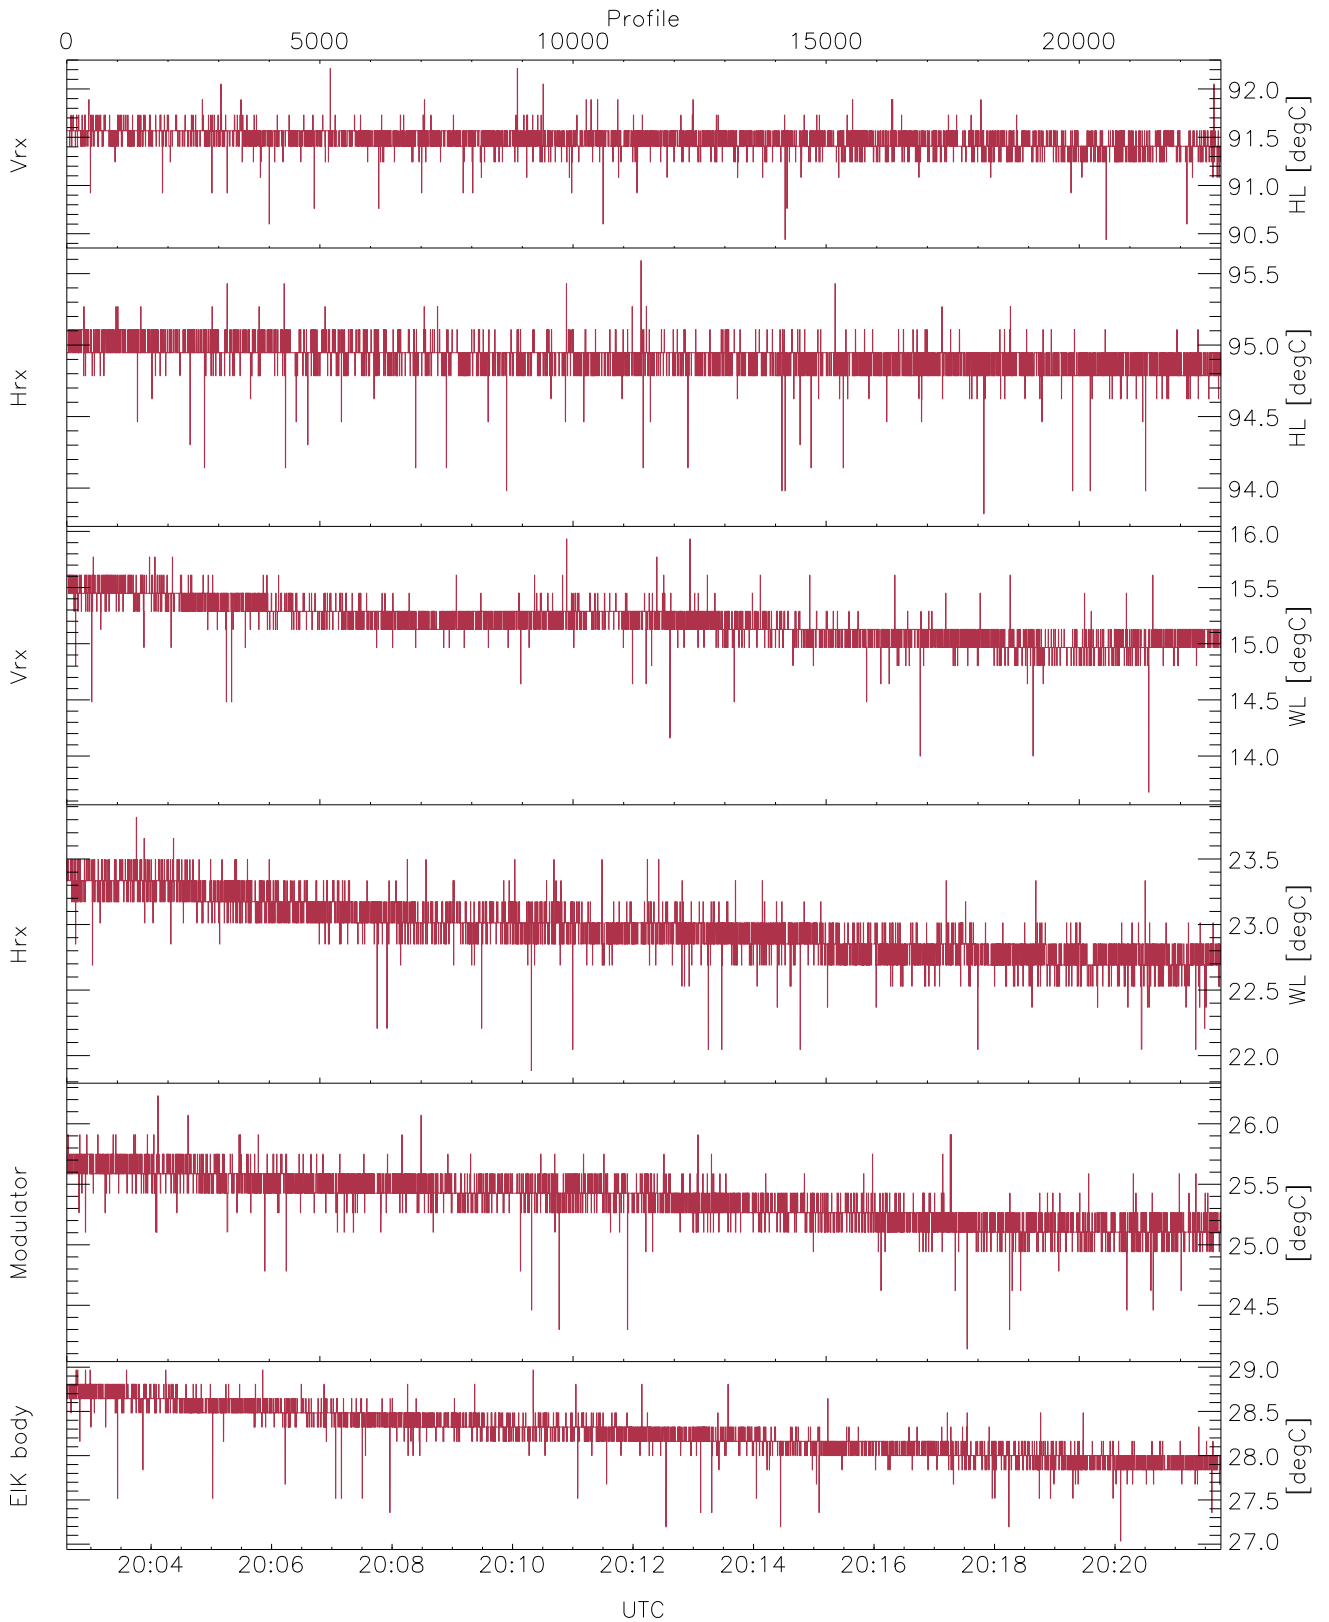 Profile
0 5000 10000 15000 20000
Vrx
92.0
91.5
91.0
90.5
HL [degC]
Hrx
95.5
95.0
94.5
94.0
HL [degC]
Vrx
16.0
15.5
15.0
14.5
14.0
WL [degC]
Hrx
23.5
23.0
22.5
22.0
WL [degC]
Modulator
26.0
25.5
25.0
24.5
[degC]
EIK body
29.0
28.5
28.0
27.5
27.0
[degC]
20:04 20:06 20:08 20:10 20:12 20:14 20:16 20:18 20:20
UTC